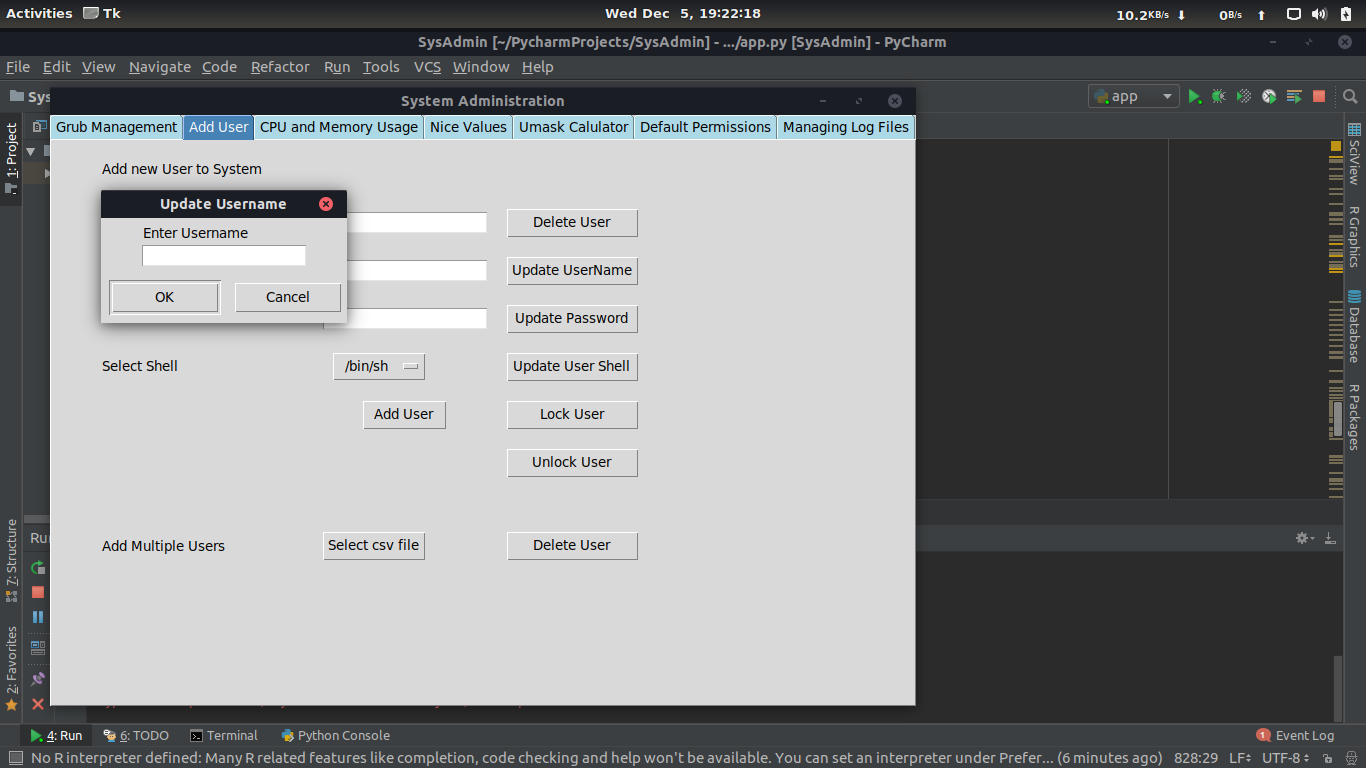 Activities Tk Wed Dec 5, 19:22:18 10.2KB/s ⬇ 0B/s ⬆
SysAdmin [~/PycharmProjects/SysAdmin] - .../app.py [SysAdmin] - PyCharm
File Edit View Navigate Code Refactor Run Tools VCS Window Help
Sys
app
System Administration
Grub Management Add User CPU and Memory Usage Nice Values Umask Calulator Default Permissions Managing Log Files
1: Project
Add new User to System
Update Username
Enter Username
OK Cancel
Delete User
Update UserName
Update Password
Select Shell /bin/sh Update User Shell
Add User Lock User
Unlock User
Add Multiple Users Select csv file Delete User
SciView
R Graphics
Database
R Packages
7: Structure
2: Favorites
Run
4: Run 6: TODO Terminal Python Console 1 Event Log
No R interpreter defined: Many R related features like completion, code checking and help won't be available. You can set an interpreter under Prefer... (6 minutes ago) 828:29 LF UTF-8